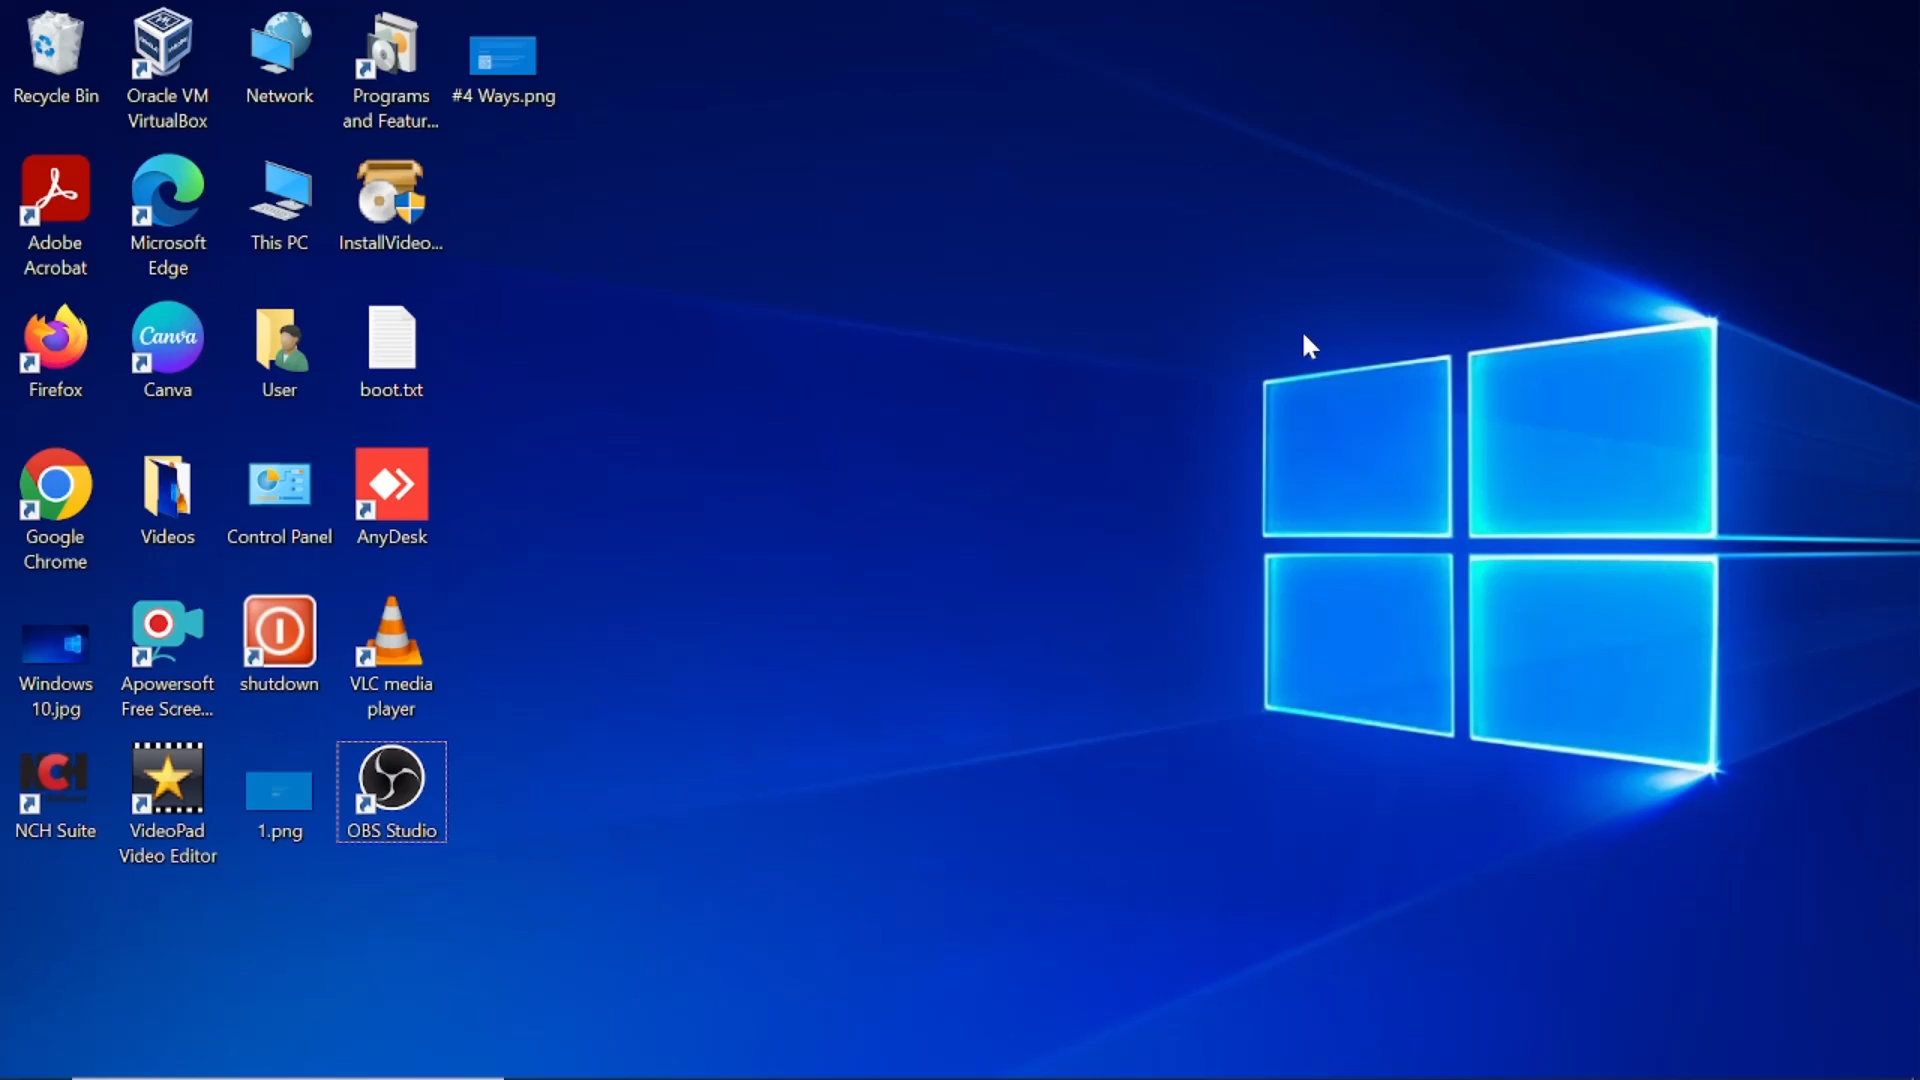 Recycle Bin
Oracle VM
VirtualBox
Network
Programs
and Featur...
#4 Ways.png
Adobe
Acrobat
Microsoft
Edge
This PC
InstallVideo...
Firefox
Canva
Canva
User
boot.txt
Google
Chrome
Videos
Control Panel
AnyDesk
Windows
10.jpg
Apowersoft
Free Scree...
shutdown
VLC media
player
NCH
NCH Suite
VideoPad
Video Editor
1.png
OBS Studio